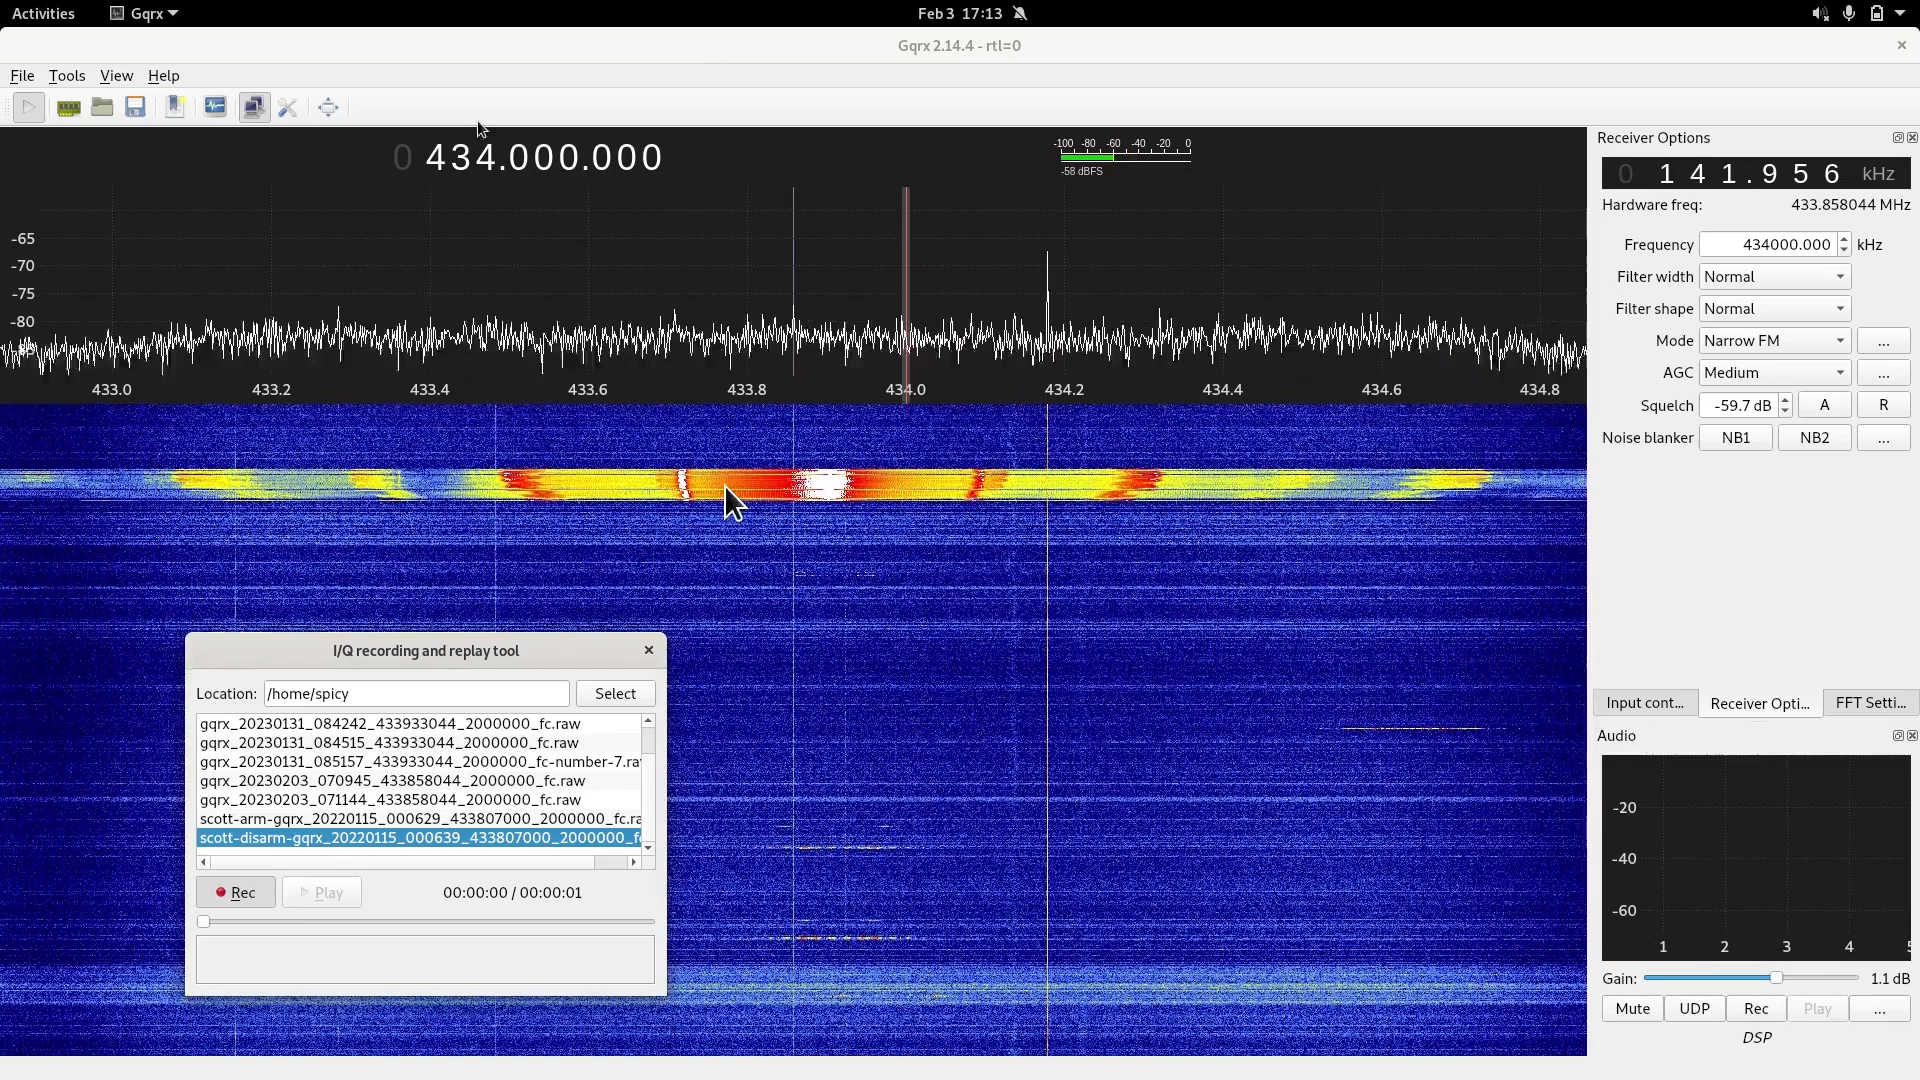 Activities
Gqrx
Feb 3 17:13
Gqrx 2.14.4 - rtl=0
File Tools View Help
0 434.000.000
-100 -80 -60 -40 -20 0
-58 dBFS
-65
-70
-75
-80
433.0 433.2 433.4 433.6 433.8 434.0 434.2 434.4 434.6 434.8
I/Q recording and replay tool
Location: /home/spicy Select
gqrx_20230131_084242_433933044_2000000_fc.raw
gqrx_20230131_084515_433933044_2000000_fc.raw
gqrx_20230131_085157_433933044_2000000_fc-number-7.ra
gqrx_20230203_070945_433858044_2000000_fc.raw
gqrx_20230203_071144_433858044_2000000_fc.raw
scott-arm-gqrx_20220115_000629_433807000_2000000_fc.ra
scott-disarm-gqrx_20220115_000639_433807000_2000000_f
Rec Play 00:00:00 / 00:00:01
Receiver Options
0 141.956 kHz
Hardware freq: 433.858044 MHz
Frequency 434000.000 kHz
Filter width Normal
Filter shape Normal
Mode Narrow FM ...
AGC Medium ...
Squelch -59.7 dB A R
Noise blanker NB1 NB2 ...
Input cont... Receiver Opti... FFT Setti...
Audio
-20
-40
-60
1 2 3 4
Gain: 1.1 dB
Mute UDP Rec Play ...
DSP